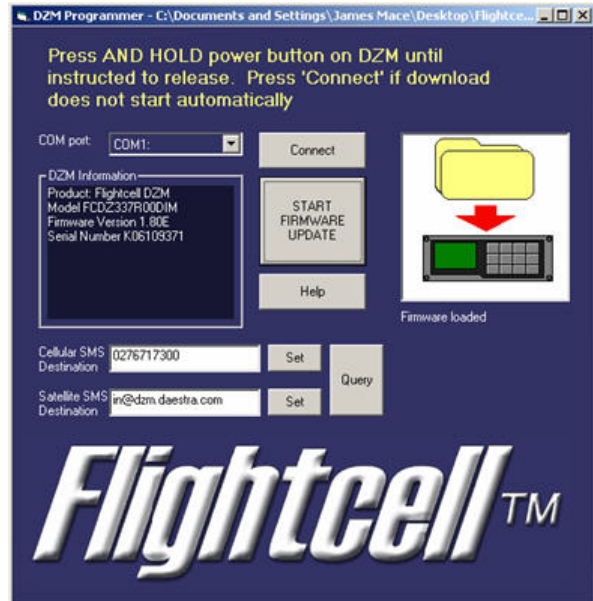 DZM Programmer - C:\Documents and Settings\James Mace\Desktop\Flightce...
Press AND HOLD power button on DZM until
instructed to release. Press 'Connect' if download
does not start automatically
COM port:
COM1:
Connect
DZM Information
Product: Flightcell DZM
Model FCDZ337R00DIM
Firmware Version 1.80E
Serial Number K06109371
START
FIRMWARE
UPDATE
Help
Firmware loaded
Cellular SMS
Destination
0276717300
Set
Query
Satellite SMS
Destination
in@dzm.daestra.com
Set
Flightcell TM